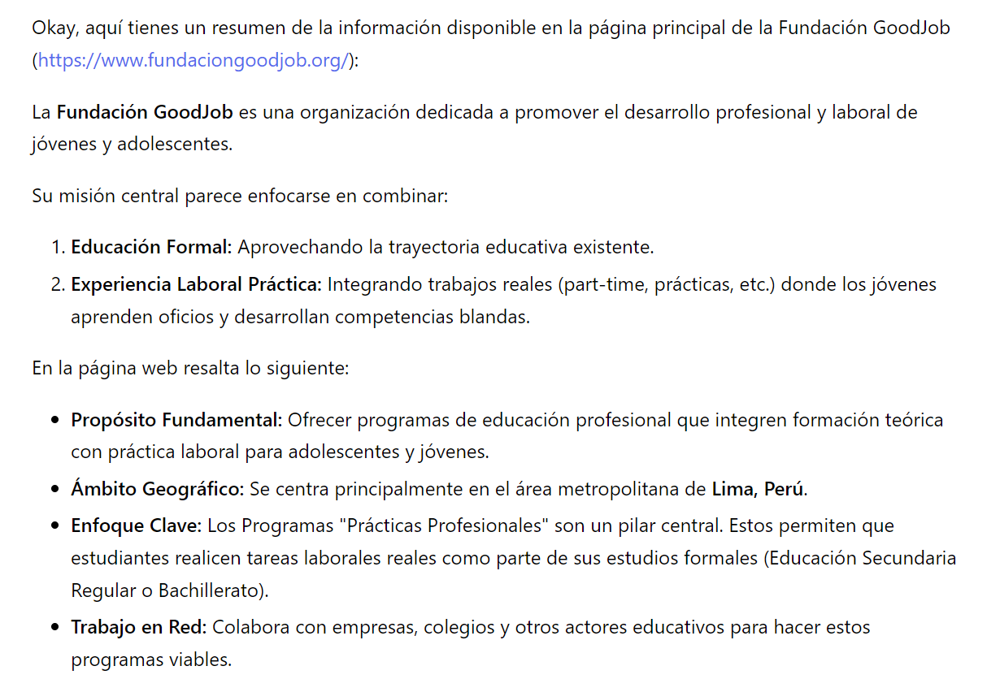 Okay, aquí tienes un resumen de la información disponible en la página principal de la Fundación GoodJob
(https://www.fundaciongoodjob.org/):
La Fundación GoodJob es una organización dedicada a promover el desarrollo profesional y laboral de
jóvenes y adolescentes.
Su misión central parece enfocarse en combinar:
1. Educación Formal: Aprovechando la trayectoria educativa existente.
2. Experiencia Laboral Práctica: Integrando trabajos reales (part-time, prácticas, etc.) donde los jóvenes
aprenden oficios y desarrollan competencias blandas.
En la página web resalta lo siguiente:
• Propósito Fundamental: Ofrecer programas de educación profesional que integren formación teórica
con práctica laboral para adolescentes y jóvenes.
• Ámbito Geográfico: Se centra principalmente en el área metropolitana de Lima, Perú.
• Enfoque Clave: Los Programas "Prácticas Profesionales" son un pilar central. Estos permiten que
estudiantes realicen tareas laborales reales como parte de sus estudios formales (Educación Secundaria
Regular o Bachillerato).
• Trabajo en Red: Colabora con empresas, colegios y otros actores educativos para hacer estos
programas viables.